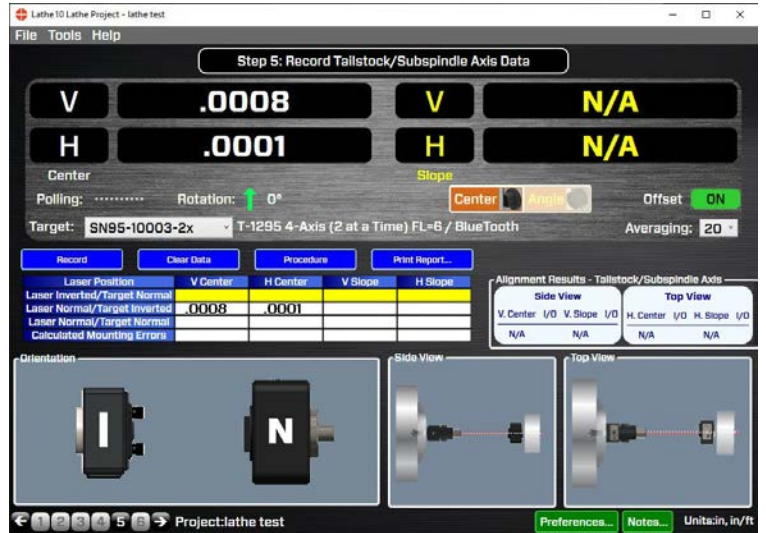 Lathe10 Lathe Project - lathe test
File Tools Help
Step 5: Record Tailstock/Subspindle Axis Data
V .0008 V N/A
H .0001 H N/A
Center Slope
Polling: .......... Rotation: 0° Center Angle Offset ON
Target: SN95-10003-2x T-1295 4-Axis (2 at a Time) FL=6 / BlueTooth Averaging: 20
Record Clear Data Procedure Print Report...
Laser Position V Center H Center V Slope H Slope
Laser Inverted/Target Normal
Laser Normal/Target Inverted .0008 .0001
Laser Normal/Target Normal
Calculated Mounting Errors
Alignment Results - Tailstock/Subspindle Axis
Side View Top View
V. Center I/O V. Slope I/O H. Center I/O H. Slope I/O
N/A N/A N/A N/A
Orientation Side View Top View
I N
1 2 3 4 5 6 Project:lathe test Preferences... Notes... Units:in, in/ft